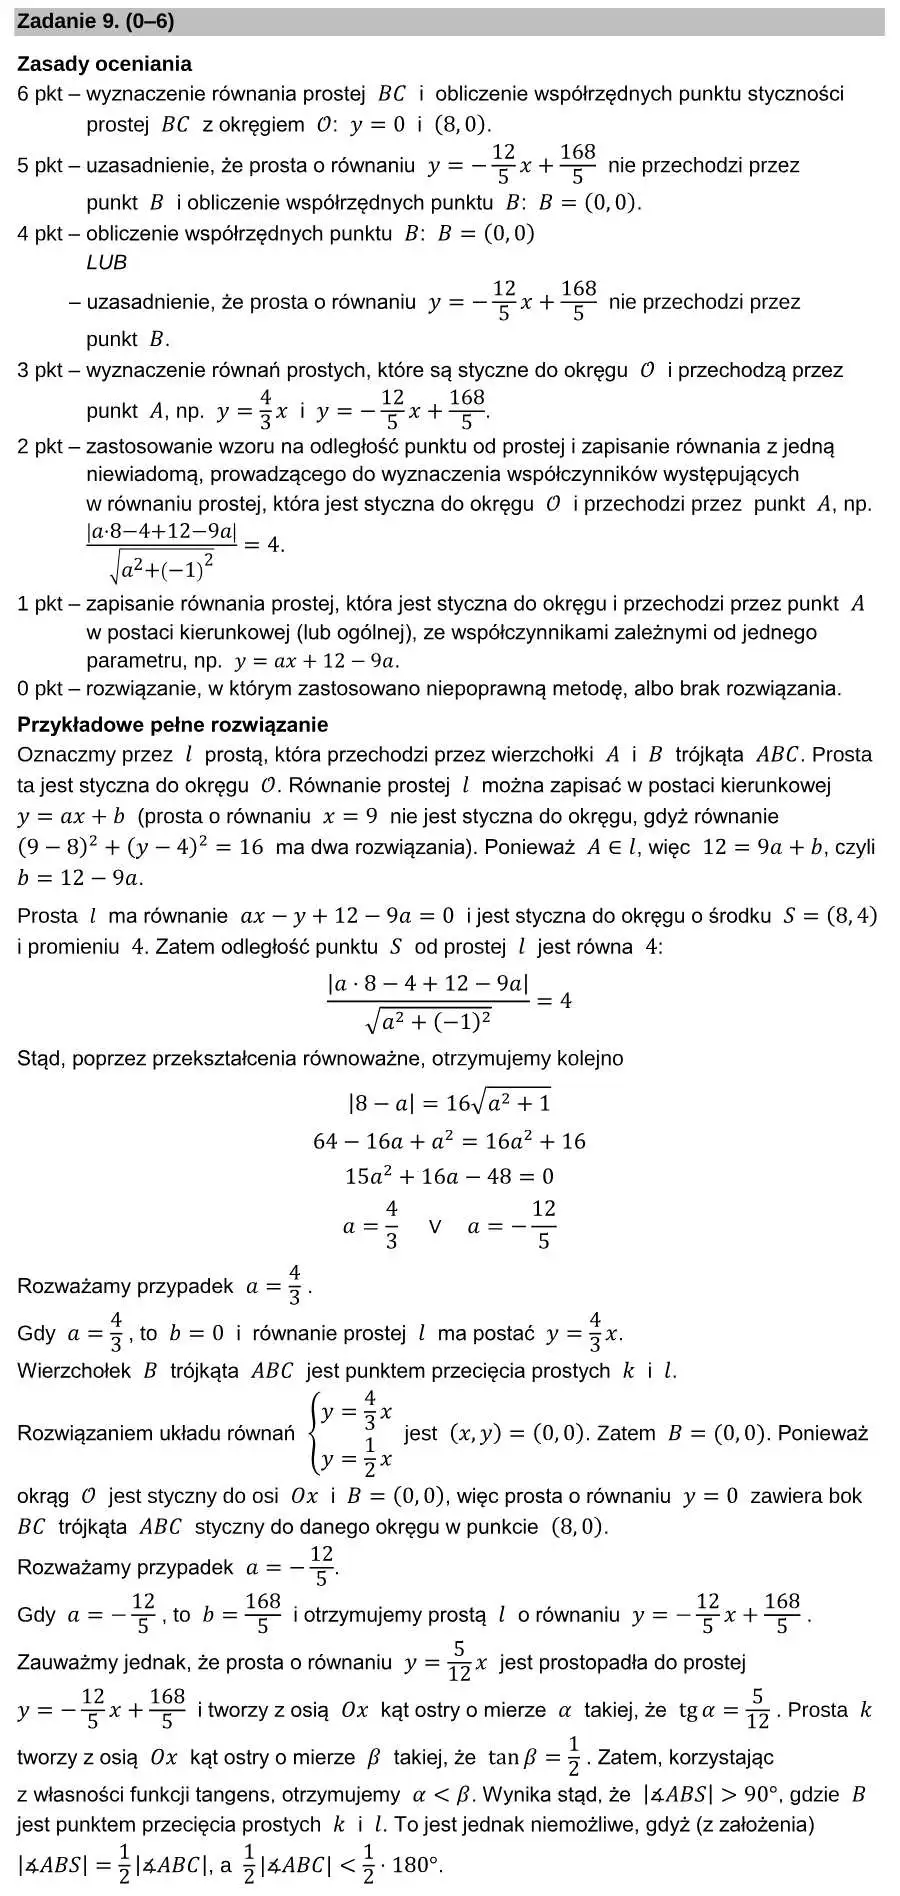 Zadanie 9. (0–6)
Zasady oceniania
6 pkt – wyznaczenie równania prostej BC i obliczenie współrzędnych punktu styczności
prostej BC z okręgiem 𝒪: y = 0 i (8, 0).
5 pkt – uzasadnienie, że prosta o równaniu y = −12/5 x + 168/5 nie przechodzi przez
punkt B i obliczenie współrzędnych punktu B: B = (0, 0).
4 pkt – obliczenie współrzędnych punktu B: B = (0, 0)
LUB
– uzasadnienie, że prosta o równaniu y = −12/5 x + 168/5 nie przechodzi przez
punkt B.
3 pkt – wyznaczenie równań prostych, które są styczne do okręgu 𝒪 i przechodzą przez
punkt A, np. y = 4/3 x i y = −12/5 x + 168/5.
2 pkt – zastosowanie wzoru na odległość punktu od prostej i zapisanie równania z jedną
niewiadomą, prowadzącego do wyznaczenia współczynników występujących
w równaniu prostej, która jest styczna do okręgu 𝒪 i przechodzi przez punkt A, np.
|a·8−4+12−9a| / √(a²+(−1)²) = 4.
1 pkt – zapisanie równania prostej, która jest styczna do okręgu i przechodzi przez punkt A
w postaci kierunkowej (lub ogólnej), ze współczynnikami zależnymi od jednego
parametru, np. y = ax + 12 − 9a.
0 pkt – rozwiązanie, w którym zastosowano niepoprawną metodę, albo brak rozwiązania.
Przykładowe pełne rozwiązanie
Oznaczmy przez l prostą, która przechodzi przez wierzchołki A i B trójkąta ABC. Prosta
ta jest styczna do okręgu 𝒪. Równanie prostej l można zapisać w postaci kierunkowej
y = ax + b (prosta o równaniu x = 9 nie jest styczna do okręgu, gdyż równanie
(9 − 8)² + (y − 4)² = 16 ma dwa rozwiązania). Ponieważ A ∈ l, więc 12 = 9a + b, czyli
b = 12 − 9a.
Prosta l ma równanie ax − y + 12 − 9a = 0 i jest styczna do okręgu o środku S = (8, 4)
i promieniu 4. Zatem odległość punktu S od prostej l jest równa 4:
|a · 8 − 4 + 12 − 9a| / √(a² + (−1)²) = 4
Stąd, poprzez przekształcenia równoważne, otrzymujemy kolejno
|8 − a| = 16√(a² + 1)
64 − 16a + a² = 16a² + 16
15a² + 16a − 48 = 0
a = 4/3 ∨ a = −12/5
Rozważamy przypadek a = 4/3 .
Gdy a = 4/3 , to b = 0 i równanie prostej l ma postać y = 4/3 x.
Wierzchołek B trójkąta ABC jest punktem przecięcia prostych k i l.
Rozwiązaniem układu równań { y = 4/3 x y = 1/2 x jest (x, y) = (0, 0). Zatem B = (0, 0). Ponieważ
okrąg 𝒪 jest styczny do osi Ox i B = (0, 0), więc prosta o równaniu y = 0 zawiera bok
BC trójkąta ABC styczny do danego okręgu w punkcie (8, 0).
Rozważamy przypadek a = −12/5.
Gdy a = −12/5 , to b = 168/5 i otrzymujemy prostą l o równaniu y = −12/5 x + 168/5 .
Zauważmy jednak, że prosta o równaniu y = 5/12 x jest prostopadła do prostej
y = −12/5 x + 168/5 i tworzy z osią Ox kąt ostry o mierze α takiej, że tg α = 5/12 . Prosta k
tworzy z osią Ox kąt ostry o mierze β takiej, że tan β = 1/2 . Zatem, korzystając
z własności funkcji tangens, otrzymujemy α < β. Wynika stąd, że |∡ABS| > 90°, gdzie B
jest punktem przecięcia prostych k i l. To jest jednak niemożliwe, gdyż (z założenia)
|∡ABS| = 1/2 |∡ABC|, a 1/2 |∡ABC| < 1/2 · 180°.